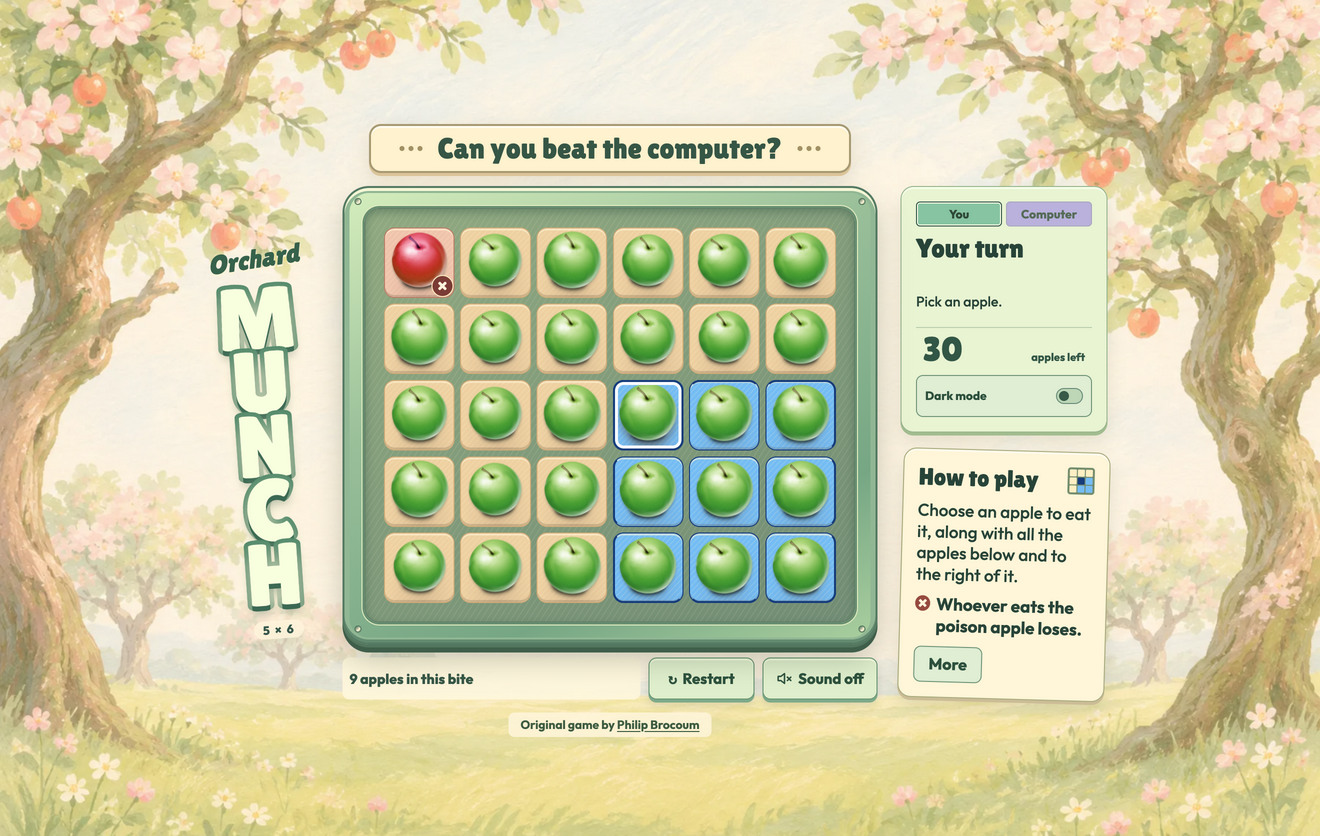 Can you beat the computer?
You
Computer
Orchard
MUNCH
5 × 6
Your turn
Pick an apple.
30
apples left
Dark mode
How to play
Choose an apple to eat
it, along with all the
apples below and to
the right of it.
Whoever eats the
poison apple loses.
More
9 apples in this bite
Restart
Sound off
Original game by Philip Brocoum